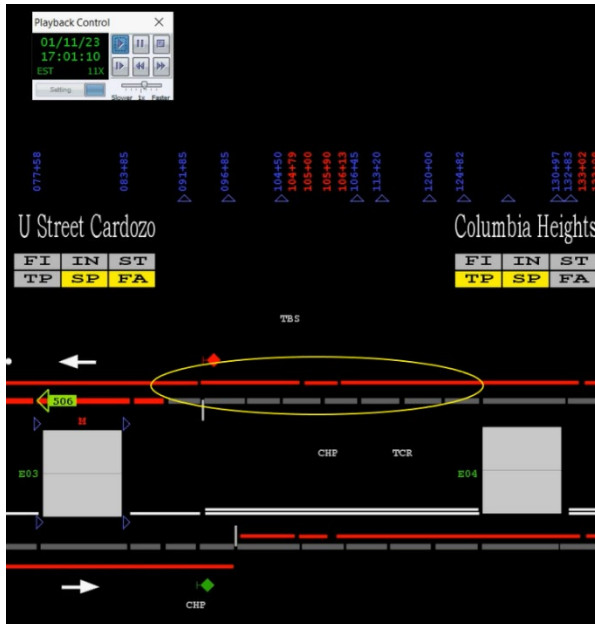 Playback Control
01/11/23
17:01:10
EST 11X
Setting
Slower 1x Faster
077+58
083+85
091+85
096+85
104+50
104+79
105+00
105+90
106+13
106+45
113+20
120+00
124+82
130+97
132+83
133+02
U Street Cardozo
Columbia Heights
FI IN ST
TP SP FA
FI IN ST
TP SP FA
TBS
506
M
CHP TCR
E03
E04
CHP